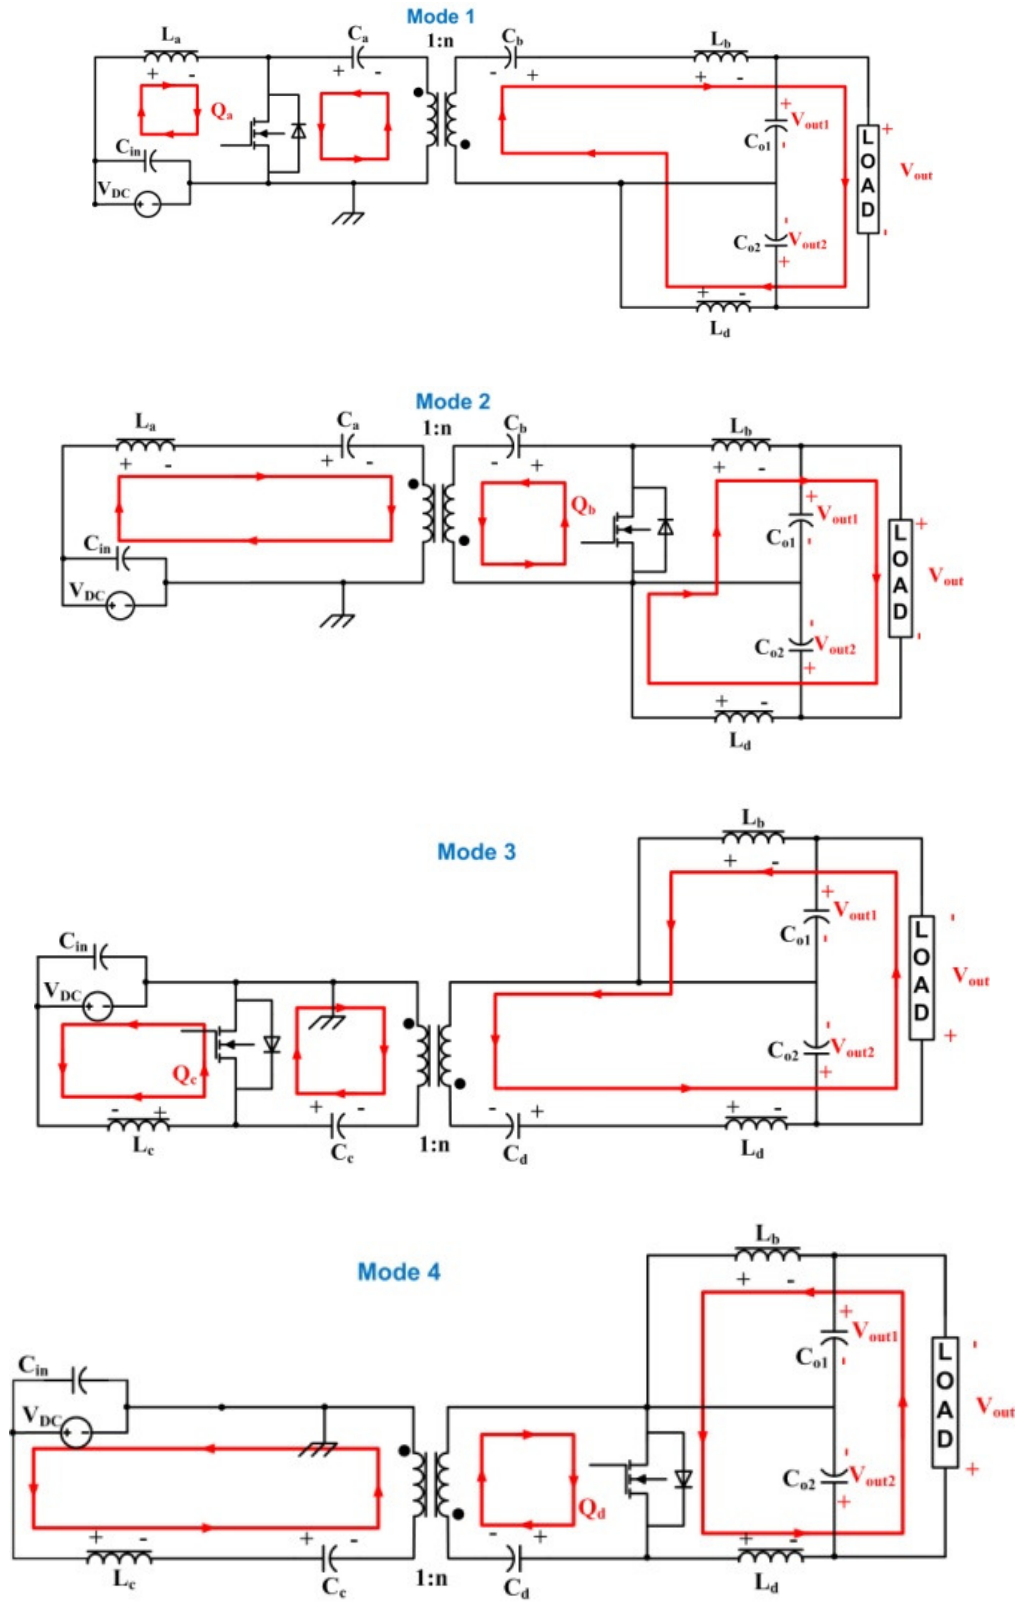 Mode 1
La
Ca
1:n
Cb
Lb
+ -
+ -
- +
+ -
Qa
+
Vout1
Co1
-
LOAD
+
Vout
-
Cin
VDC
+ -
-
Co2
Vout2
+
+ -
Ld
Mode 2
La
Ca
1:n
Cb
Lb
+ -
+ -
- +
+ -
Qb
+
Vout1
Co1
-
LOAD
+
Vout
-
Cin
VDC
+ -
-
Co2
Vout2
+
+ -
Ld
Mode 3
Lb
+ -
+
Vout1
Co1
-
LOAD
-
Vout
+
Cin
VDC
+ -
Qc
-
Co2
Vout2
+
- +
+ -
- +
+ -
Lc
Cc
1:n
Cd
Ld
Mode 4
Lb
+ -
+
Vout1
Co1
-
LOAD
-
Vout
+
Cin
VDC
+ -
Qd
-
Co2
Vout2
+
+ -
+ -
- +
+ -
Lc
Cc
1:n
Cd
Ld